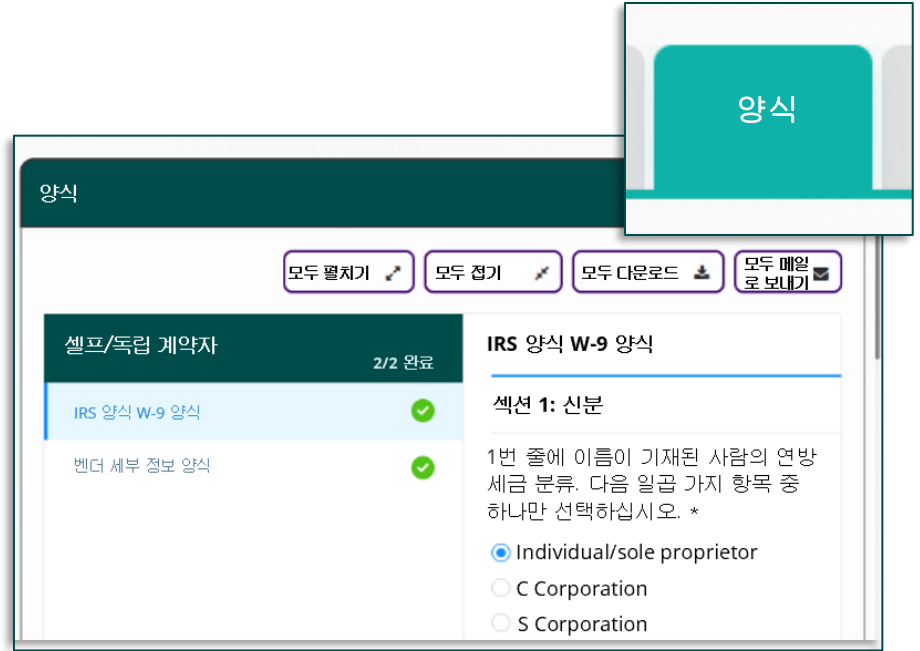 양식
양식
모두 펼치기
모두 접기
모두 다운로드
모두 메일
로 보내기
셀프/독립 계약자
2/2 완료
IRS 양식 W-9 양식
벤더 세부 정보 양식
IRS 양식 W-9 양식
섹션 1: 신분
1번 줄에 이름이 기재된 사람의 연방
세금 분류. 다음 일곱 가지 항목 중
하나만 선택하십시오. *
Individual/sole proprietor
C Corporation
S Corporation